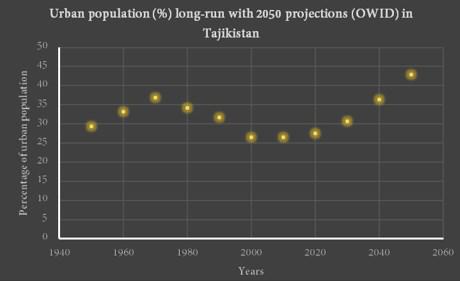 Urban population (%) long-run with 2050 projections (OWID) in
Tajikistan
Percentage of urban population
50
45
40
35
30
25
20
15
10
5
0
1940 1960 1980 2000 2020 2040 2060
Years